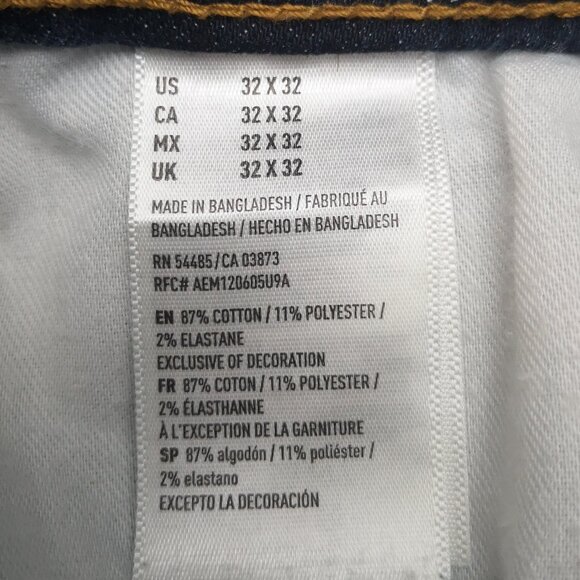 US 32 X 32
CA 32 X 32
MX 32 X 32
UK 32 X 32
MADE IN BANGLADESH / FABRIQUÉ AU
BANGLADESH / HECHO EN BANGLADESH
RN 54485/CA 03873
RFC# AEM120605U9A
EN 87% COTTON / 11% POLYESTER /
2% ELASTANE
EXCLUSIVE OF DECORATION
FR 87% COTON / 11% POLYESTER /
2% ÉLASTHANNE
À L'EXCEPTION DE LA GARNITURE
SP 87% algodón / 11% poliéster /
2% elastano
EXCEPTO LA DECORACIÓN